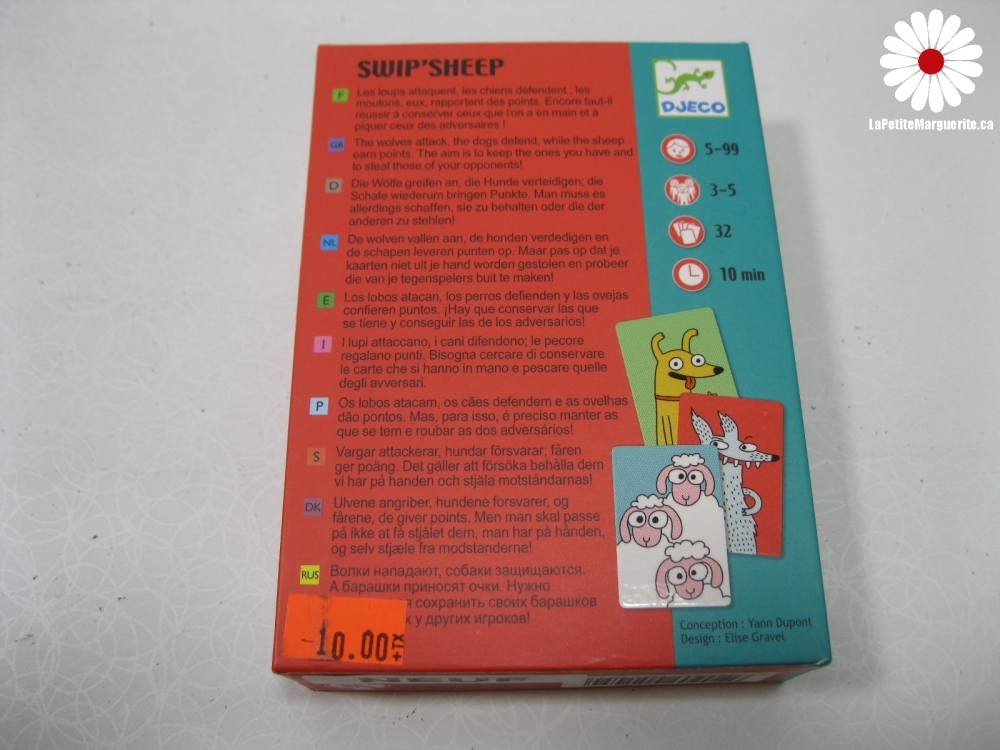 SWIP'SHEEP
F Les loups attaquent, les chiens défendent ; les
moutons, eux, rapportent des points. Encore faut-il
réussir à conserver ceux que l'on a en main et à
piquer ceux des adversaires !
GB The wolves attack, the dogs defend, while the sheep
earn points. The aim is to keep the ones you have and
to steal those of your opponents!
D Die Wölfe greifen an, die Hunde verteidigen; die
Schafe wiederum bringen Punkte. Man muss es
allerdings schaffen, sie zu behalten oder die der
anderen zu stehlen!
NL De wolven vallen aan, de honden verdedigen en
de schapen leveren punten op. Maar pas op dat je
kaarten niet uit je hand worden gestolen en probeer
die van je tegenspelers buit te maken!
E Los lobos atacan, los perros defienden y las ovejas
confieren puntos. ¡Hay que conservar las que
se tiene y conseguir las de los adversarios!
I I lupi attaccano, i cani difendono; le pecore
regalano punti. Bisogna cercare di conservare
le carte che si hanno in mano e pescare quelle
degli avversari.
P Os lobos atacam, os cães defendem e as ovelhas
dão pontos. Mas, para isso, é preciso manter as
que se tem e roubar as dos adversários!
S Vargar attackerar, hundar försvarar; fåren
ger poäng. Det gäller att försöka behålla dem
vi har på handen och stjäla motståndarnas!
DK Ulvene angriber, hundene forsvarer, og
fårene, de giver points. Men man skal passe
på ikke at få stjålet dem, man har på hånden,
og selv stjæle fra modstanderne!
RUS Волки нападают, собаки защищаются.
А барашки приносят очки. Нужно
сохранить своих барашков
у других игроков!
10.00+TX
DJECO
5-99
3-5
32
10 min
Conception : Yann Dupont
Design : Elise Gravel
NEUF
LaPetiteMarguerite.ca